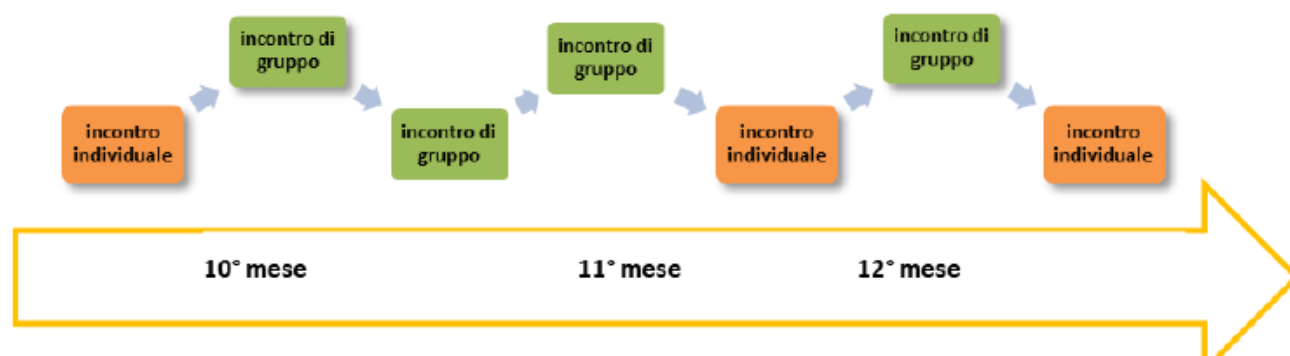 incontro
individuale
incontro di
gruppo
incontro di
gruppo
incontro di
gruppo
incontro
individuale
incontro di
gruppo
incontro
individuale
10° mese
11° mese
12° mese